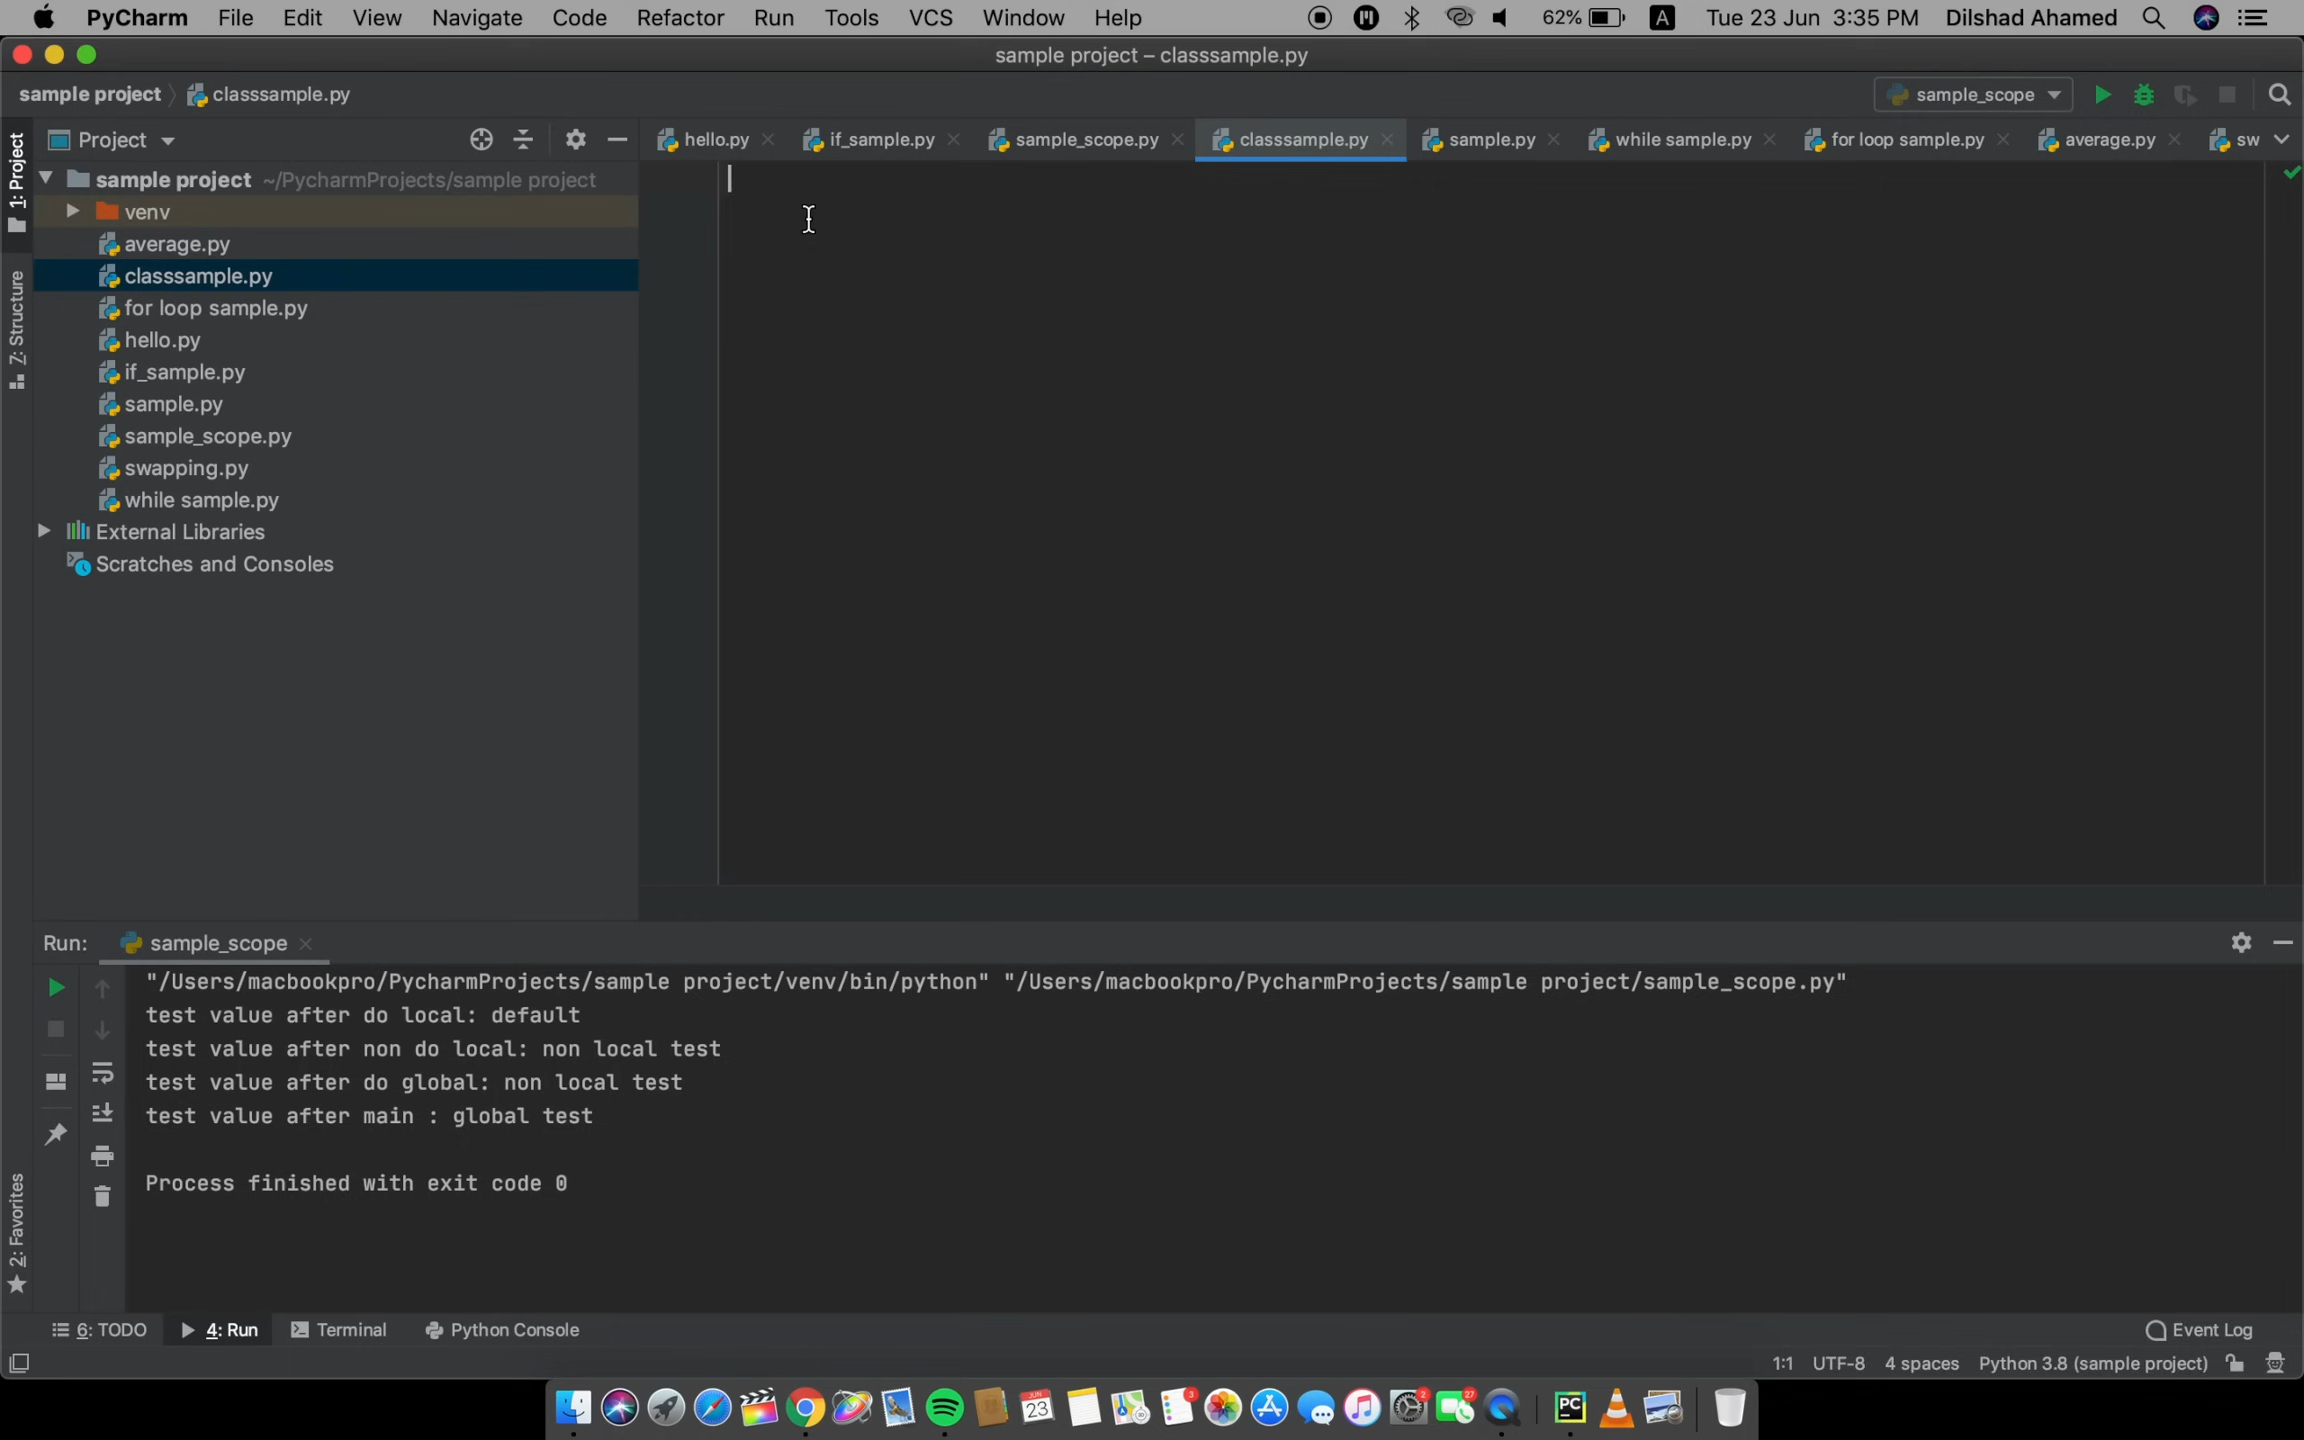 PyCharm File Edit View Navigate Code Refactor Run Tools VCS Window Help 62% A Tue 23 Jun 3:35 PM Dilshad Ahamed
sample project – classsample.py
sample project classsample.py sample_scope
Project hello.py if_sample.py sample_scope.py classsample.py sample.py while sample.py for loop sample.py average.py sw
1: Project
7: Structure
2: Favorites
sample project ~/PycharmProjects/sample project
venv
average.py
classsample.py
for loop sample.py
hello.py
if_sample.py
sample.py
sample_scope.py
swapping.py
while sample.py
External Libraries
Scratches and Consoles
Run: sample_scope
"/Users/macbookpro/PycharmProjects/sample project/venv/bin/python" "/Users/macbookpro/PycharmProjects/sample project/sample_scope.py"
test value after do local: default
test value after non do local: non local test
test value after do global: non local test
test value after main : global test
Process finished with exit code 0
6: TODO 4: Run Terminal Python Console Event Log
1:1 UTF-8 4 spaces Python 3.8 (sample project)
JUN 23 3 2 27 PC